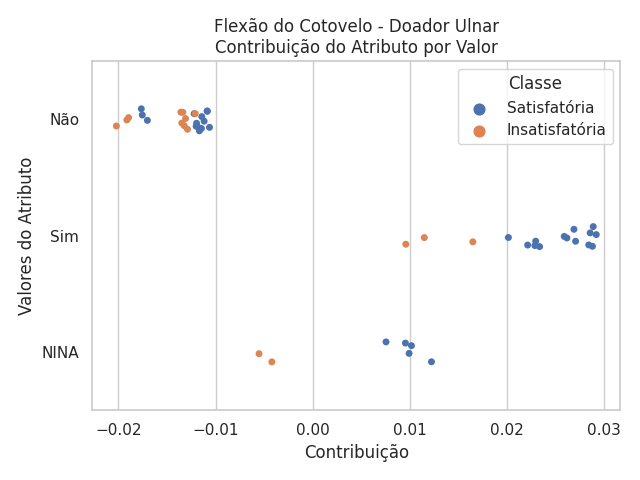 Flexão do Cotovelo - Doador Ulnar
Contribuição do Atributo por Valor
Classe
Satisfatória
Insatisfatória
Valores do Atributo
Não
Sim
NINA
−0.02
−0.01
0.00
0.01
0.02
0.03
Contribuição